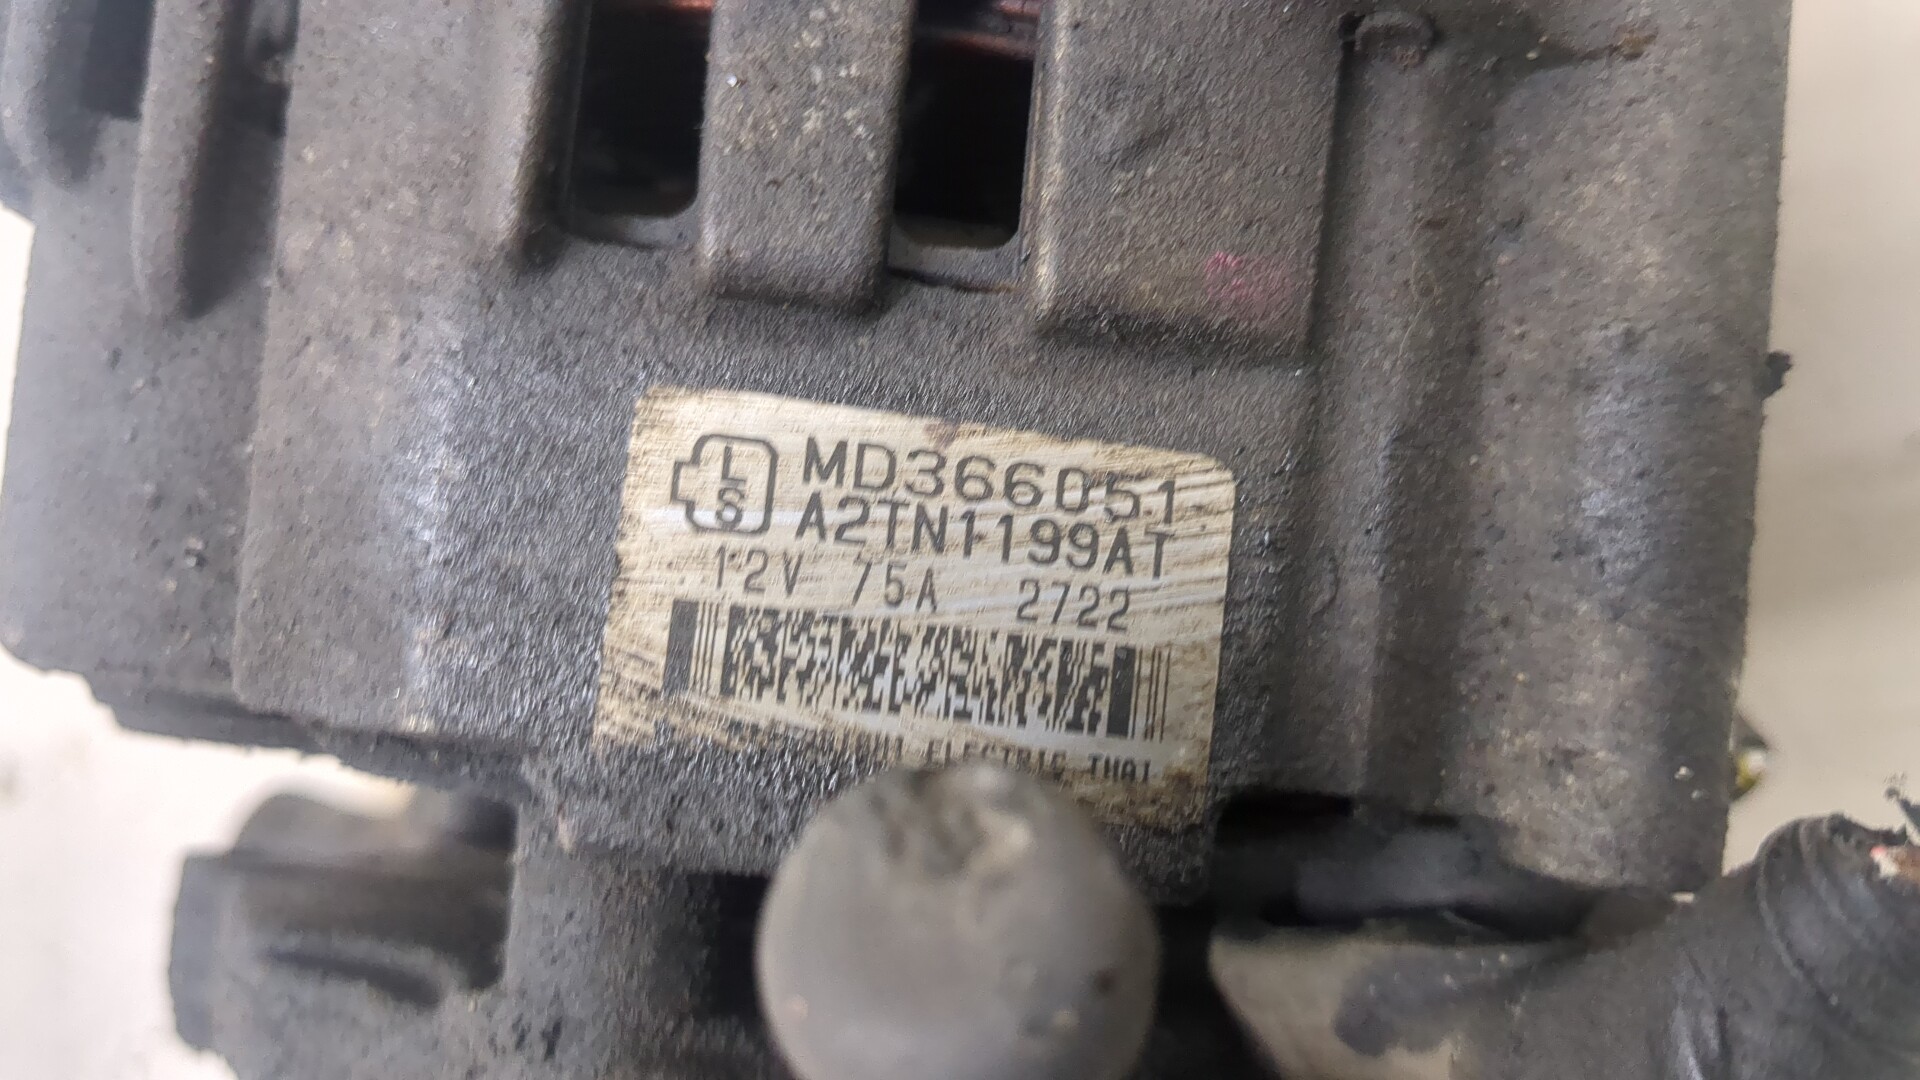 L
S
MD366051
A2TN1199AT
12V 75A 2722
ELECTRIC THAI